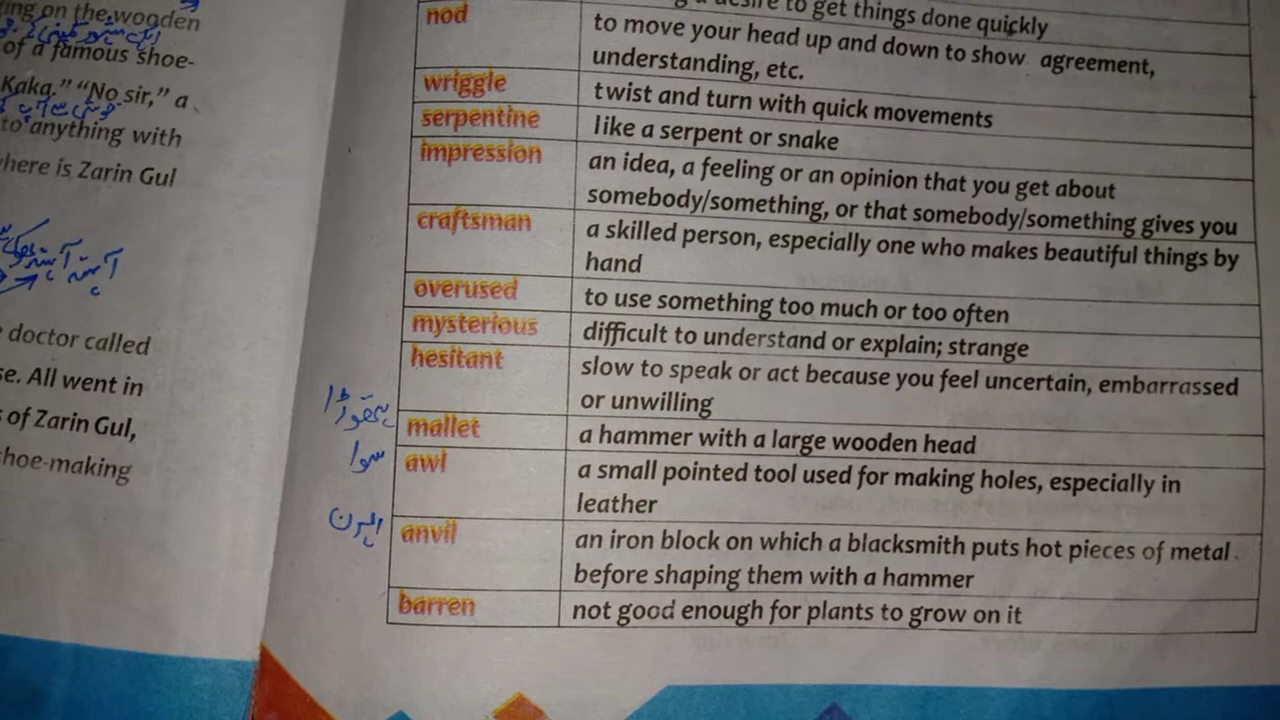 ing on the wooden
of a famous shoe-
Kaka.” “No sir,” a
to anything with
here is Zarin Gul
آہستہ آہستہ
doctor called
se. All went in
of Zarin Gul,
hoe-making
to get things done quickly
nod
to move your head up and down to show agreement,
understanding, etc.
wriggle
twist and turn with quick movements
serpentine
like a serpent or snake
impression
an idea, a feeling or an opinion that you get about
somebody/something, or that somebody/something gives you
craftsman
a skilled person, especially one who makes beautiful things by
hand
overused
to use something too much or too often
mysterious
difficult to understand or explain; strange
hesitant
slow to speak or act because you feel uncertain, embarrassed
or unwilling
ہتھوڑا
mallet
a hammer with a large wooden head
سوا
awl
a small pointed tool used for making holes, especially in
leather
اہرن
anvil
an iron block on which a blacksmith puts hot pieces of metal
before shaping them with a hammer
barren
not good enough for plants to grow on it